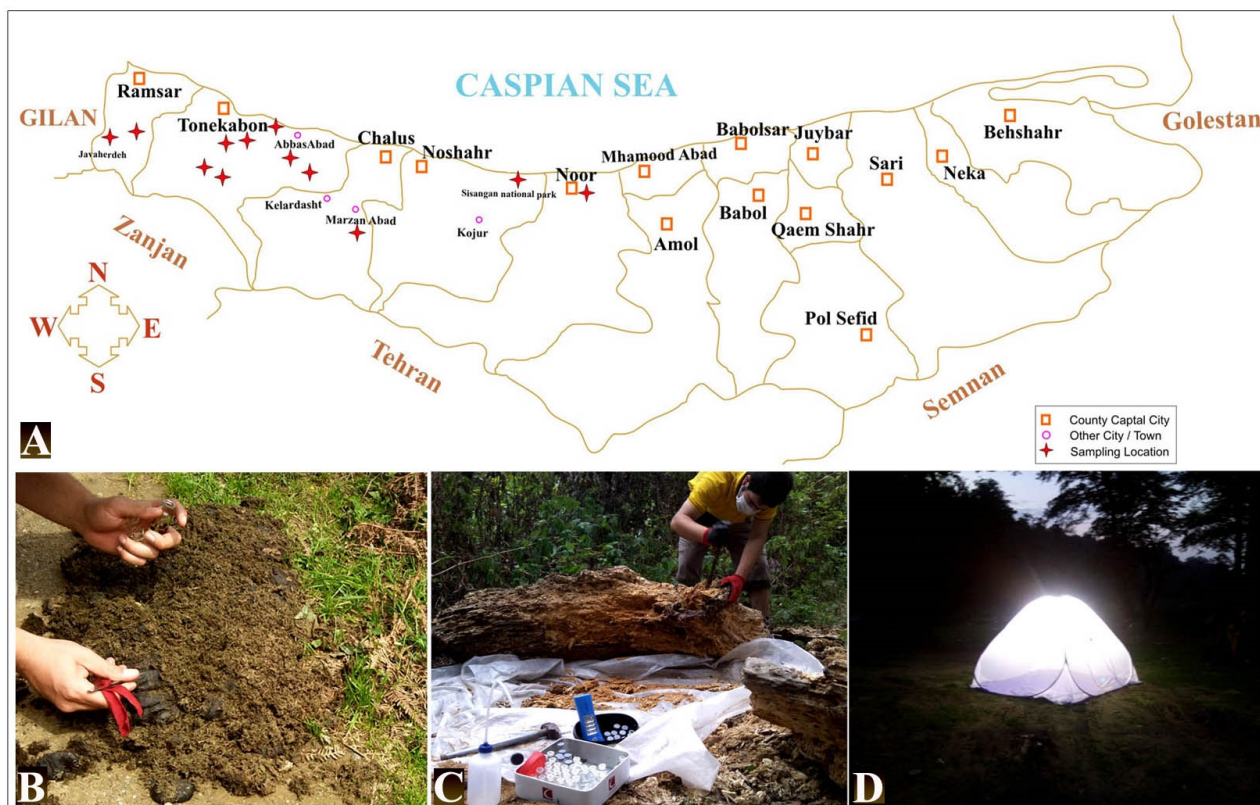 CASPIAN SEA
Ramsar
GILAN
Tonekabon
Javaherdeh
AbbasAbad
Chalus
Noshahr
Sisangan national park
Noor
Mhamood Abad
Babolsar
Juybar
Behshahr
Golestan
Sari
Neka
Kelardasht
Marzan Abad
Kojur
Amol
Babol
Qaem Shahr
Zanjan
N
W E
S
Tehran
Pol Sefid
Semnan
County Captal City
Other City / Town
Sampling Location
A
B
C
D